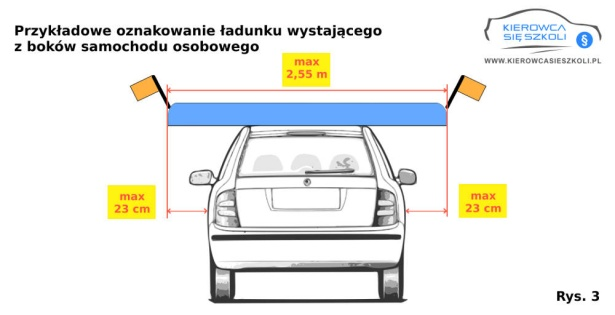 Przykładowe oznakowanie ładunku wystającego
z boków samochodu osobowego
KIEROWCA
SIĘ SZKOLI §
WWW.KIEROWCASIESZKOLI.PL
max
2,55 m
max
23 cm
max
23 cm
Rys. 3